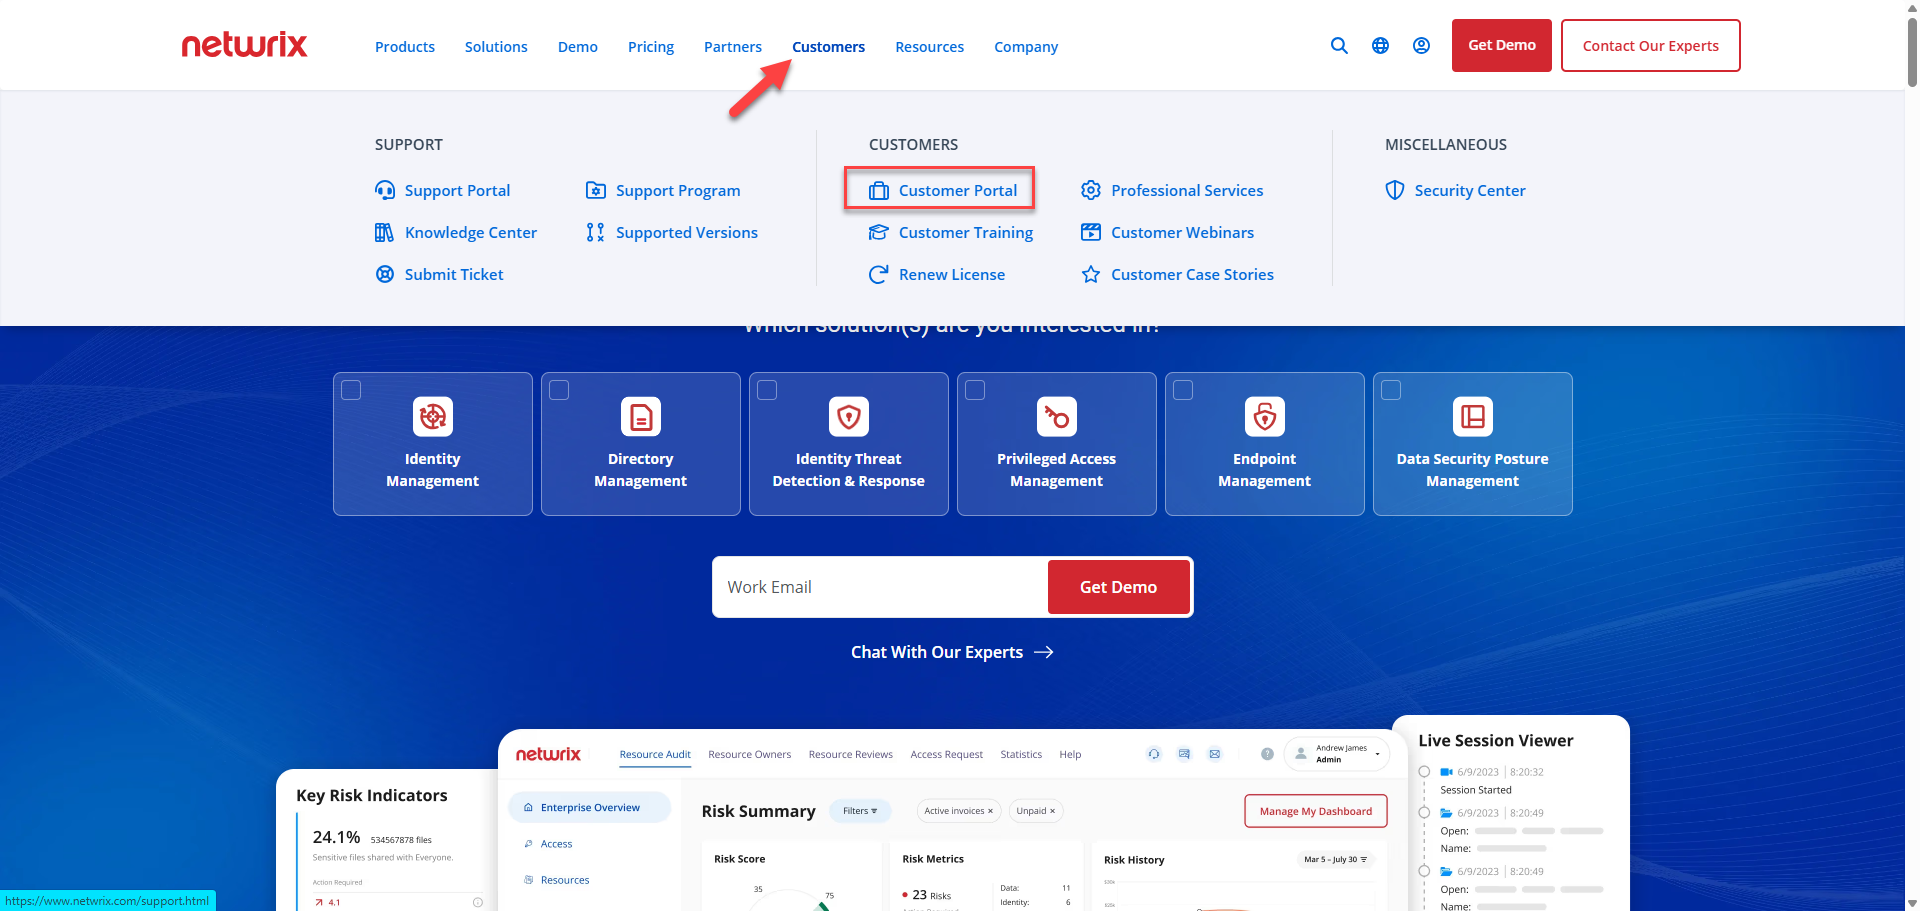 netwrix
Products
Solutions
Demo
Pricing
Partners
Customers
Resources
Company
Get Demo
Contact Our Experts
SUPPORT
Support Portal
Support Program
Knowledge Center
Supported Versions
Submit Ticket
CUSTOMERS
Customer Portal
Professional Services
Customer Training
Customer Webinars
Renew License
Customer Case Stories
MISCELLANEOUS
Security Center
Which solution(s) are you interested in?
Identity
Management
Directory
Management
Identity Threat
Detection & Response
Privileged Access
Management
Endpoint
Management
Data Security Posture
Management
Work Email
Get Demo
Chat With Our Experts
Key Risk Indicators
24.1% 534567878 files
Sensitive files shared with Everyone.
Action Required
4.1
netwrix
Resource Audit
Resource Owners
Resource Reviews
Access Request
Statistics
Help
Andrew James
Admin
Enterprise Overview
Access
Resources
Risk Summary
Filters
Active invoices ×
Unpaid ×
Manage My Dashboard
Risk Score
35
75
Risk Metrics
23 Risks
Data: 11
Identity: 6
Risk History
Mar 5 – July 30
Live Session Viewer
6/9/2023 8:20:32
Session Started
6/9/2023 8:20:49
Open:
Name:
6/9/2023 8:20:49
Open:
Name:
https://www.netwrix.com/support.html